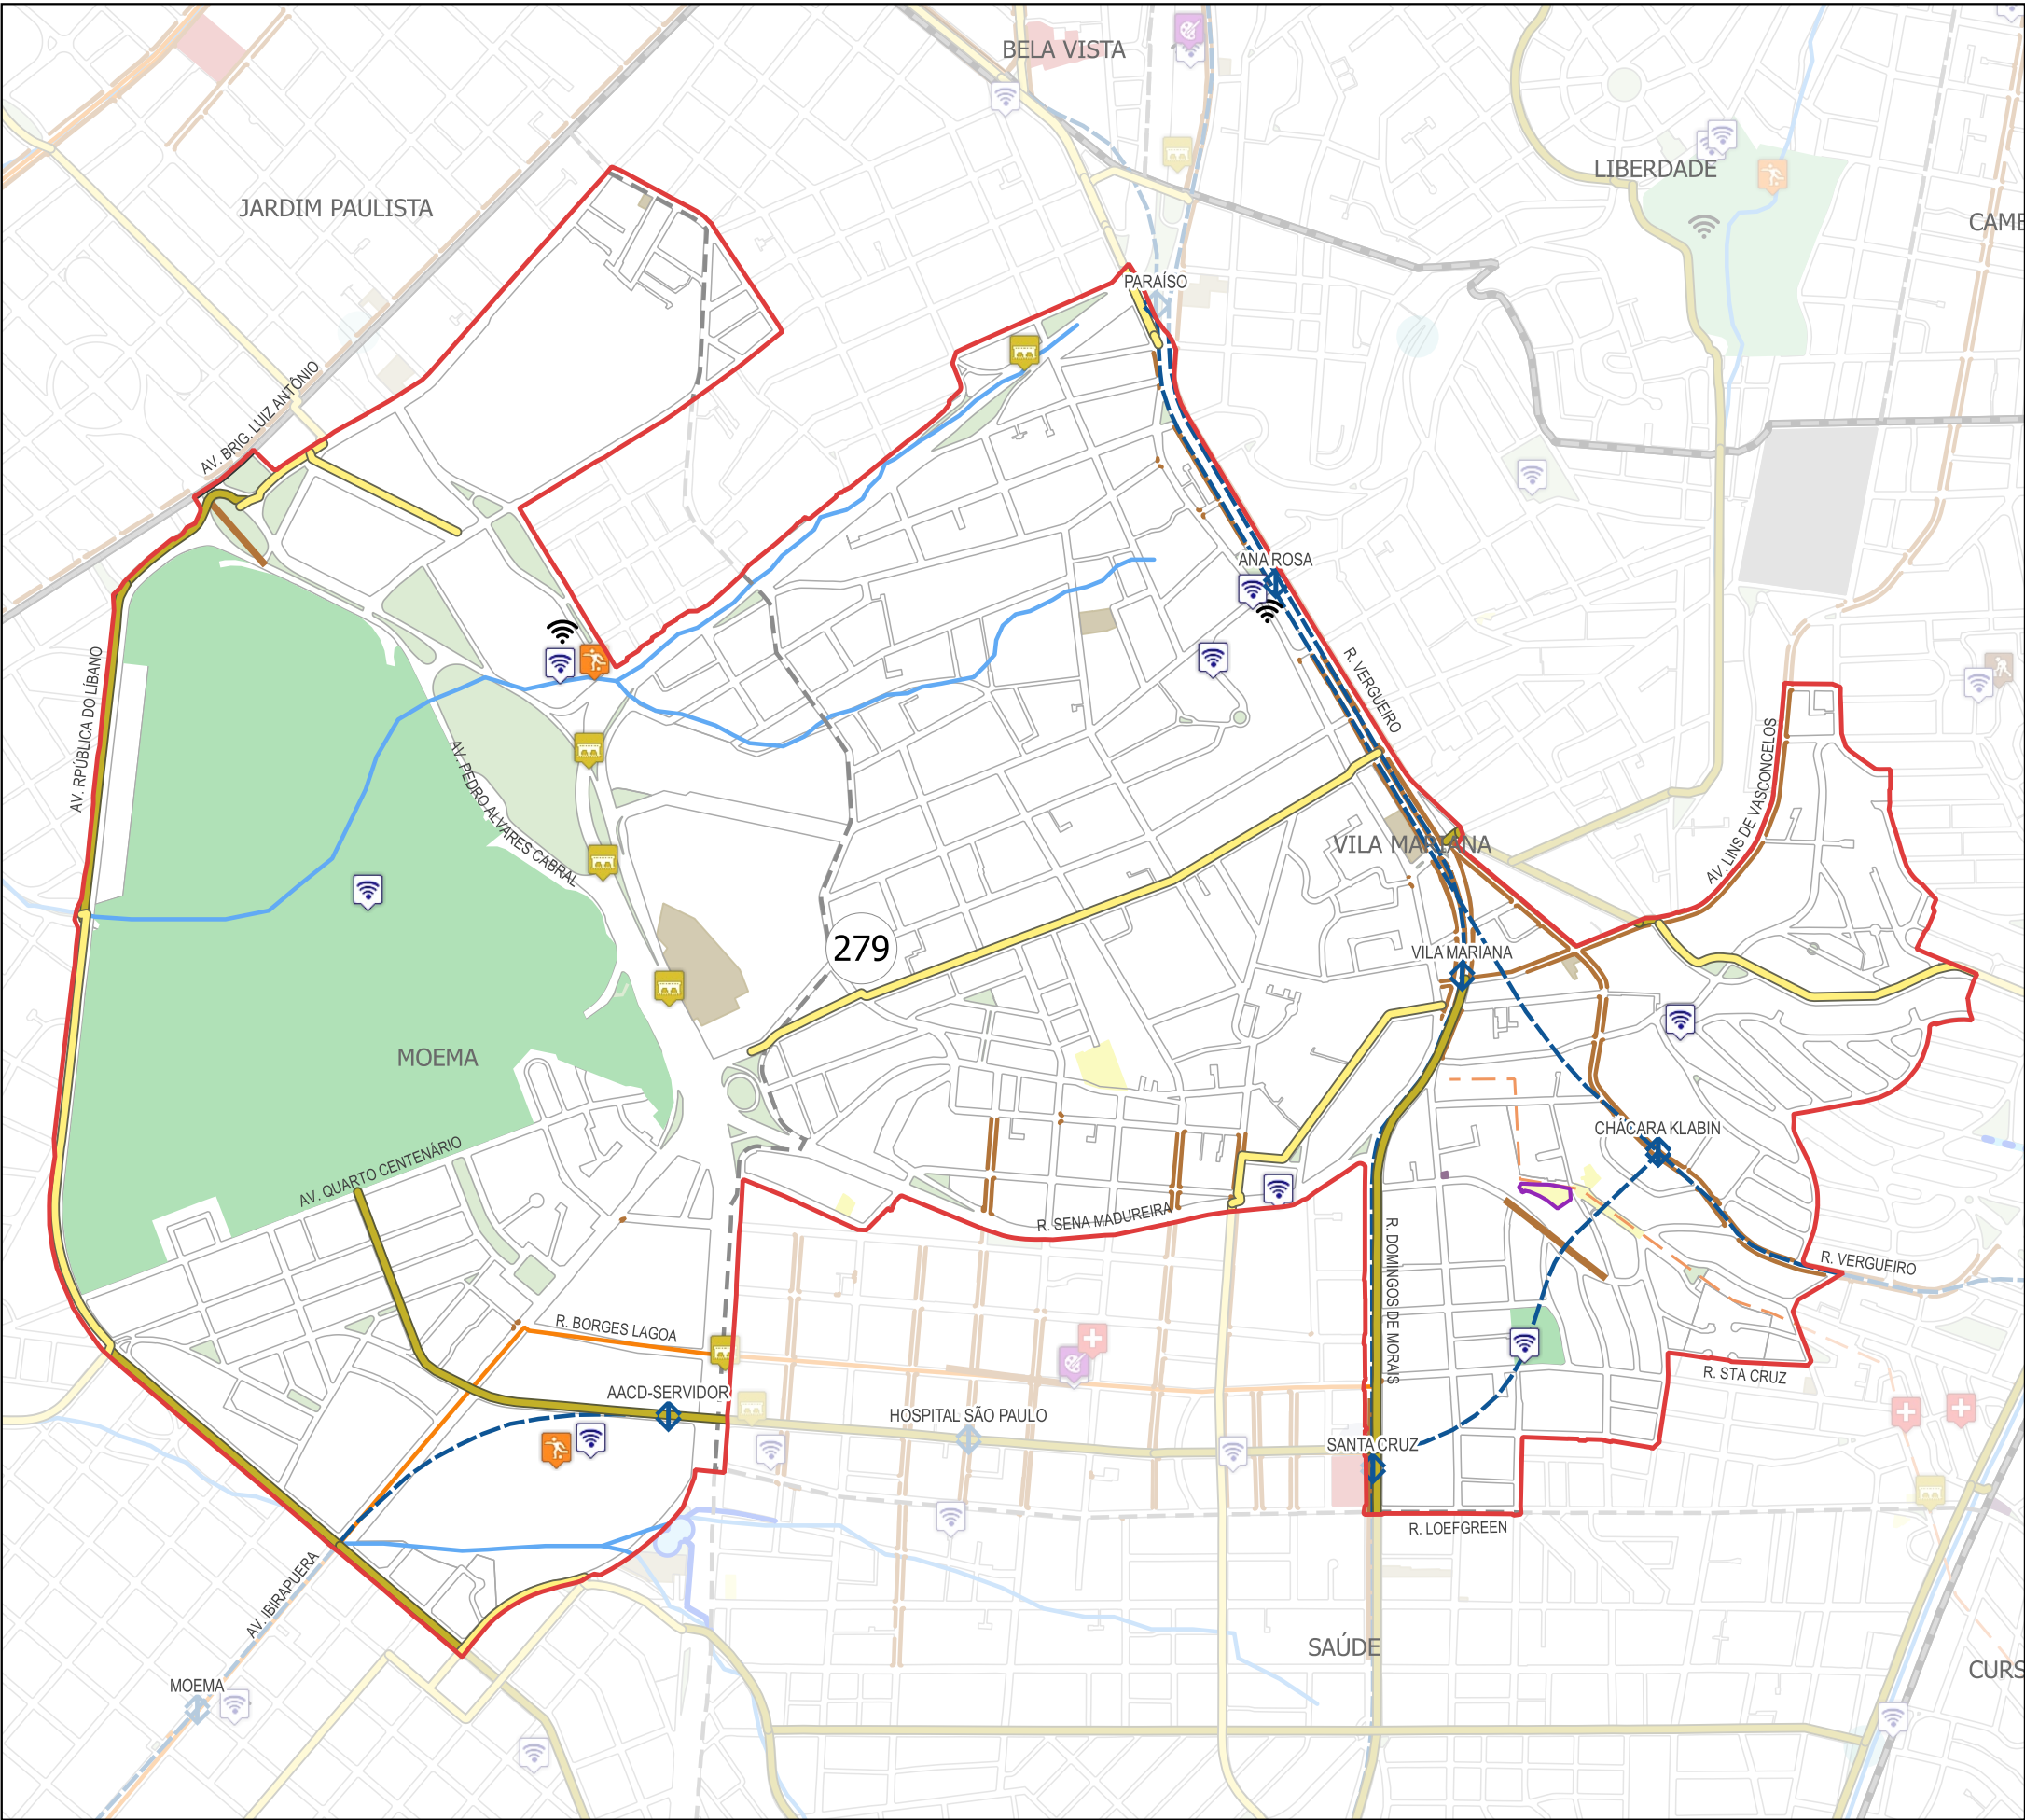 BELA VISTA
LIBERDADE
JARDIM PAULISTA
CAME
PARAÍSO
AV. BRIG. LUIZ ANTÔNIO
ANA ROSA
R. VERGUEIRO
AV. RPÚBLICA DO LÍBANO
AV. PEDRO ALVARES CABRAL
AV. LINS DE VASCONCELOS
VILA MARIANA
279
VILA MARIANA
MOEMA
CHÁCARA KLABIN
AV. QUARTO CENTENÁRIO
R. SENA MADUREIRA
R. DOMINGOS DE MORAIS
R. VERGUEIRO
R. BORGES LAGOA
R. STA CRUZ
AACD-SERVIDOR
HOSPITAL SÃO PAULO
SANTA CRUZ
R. LOEFGREEN
AV. IBIRAPUERA
SAÚDE
MOEMA
CURS